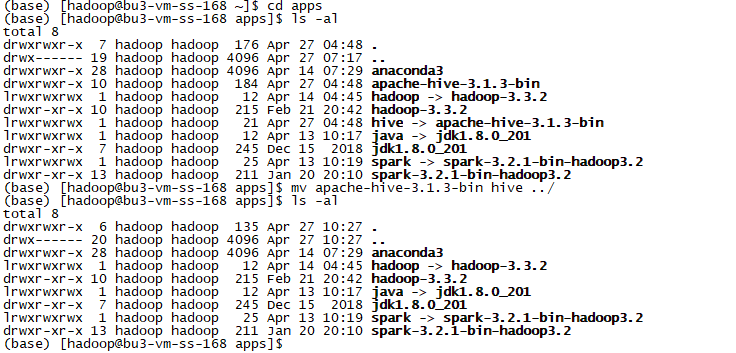 (base) [hadoop@bu3-vm-ss-168 ~]$ cd apps
(base) [hadoop@bu3-vm-ss-168 apps]$ ls -al
total 8
drwxrwxr-x  7 hadoop hadoop  176 Apr 27 04:48 .
drwx------ 19 hadoop hadoop 4096 Apr 27 07:17 ..
drwxrwxr-x 28 hadoop hadoop 4096 Apr 14 07:29 anaconda3
drwxrwxr-x 10 hadoop hadoop  184 Apr 27 04:48 apache-hive-3.1.3-bin
lrwxrwxrwx  1 hadoop hadoop   12 Apr 14 04:45 hadoop -> hadoop-3.3.2
drwxr-xr-x 10 hadoop hadoop  215 Feb 21 20:42 hadoop-3.3.2
lrwxrwxrwx  1 hadoop hadoop   21 Apr 27 04:48 hive -> apache-hive-3.1.3-bin
lrwxrwxrwx  1 hadoop hadoop   12 Apr 13 10:17 java -> jdk1.8.0_201
drwxr-xr-x  7 hadoop hadoop  245 Dec 15  2018 jdk1.8.0_201
lrwxrwxrwx  1 hadoop hadoop   25 Apr 13 10:19 spark -> spark-3.2.1-bin-hadoop3.2
drwxr-xr-x 13 hadoop hadoop  211 Jan 20 20:10 spark-3.2.1-bin-hadoop3.2
(base) [hadoop@bu3-vm-ss-168 apps]$ mv apache-hive-3.1.3-bin hive ../
(base) [hadoop@bu3-vm-ss-168 apps]$ ls -al
total 8
drwxrwxr-x  6 hadoop hadoop  135 Apr 27 10:27 .
drwx------ 20 hadoop hadoop 4096 Apr 27 10:27 ..
drwxrwxr-x 28 hadoop hadoop 4096 Apr 14 07:29 anaconda3
lrwxrwxrwx  1 hadoop hadoop   12 Apr 14 04:45 hadoop -> hadoop-3.3.2
drwxr-xr-x 10 hadoop hadoop  215 Feb 21 20:42 hadoop-3.3.2
lrwxrwxrwx  1 hadoop hadoop   12 Apr 13 10:17 java -> jdk1.8.0_201
drwxr-xr-x  7 hadoop hadoop  245 Dec 15  2018 jdk1.8.0_201
lrwxrwxrwx  1 hadoop hadoop   25 Apr 13 10:19 spark -> spark-3.2.1-bin-hadoop3.2
drwxr-xr-x 13 hadoop hadoop  211 Jan 20 20:10 spark-3.2.1-bin-hadoop3.2
(base) [hadoop@bu3-vm-ss-168 apps]$